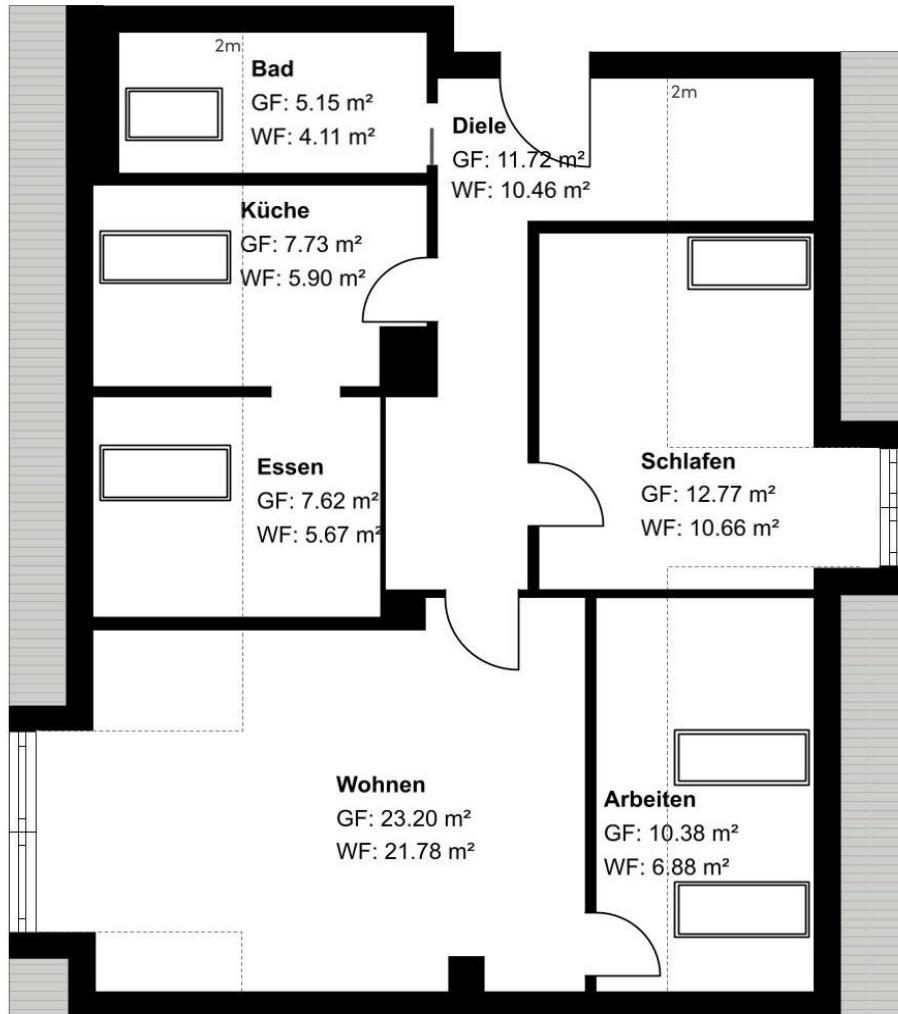 2m
Bad
GF: 5.15 m²
WF: 4.11 m²
2m
Diele
GF: 11.72 m²
WF: 10.46 m²
Küche
GF: 7.73 m²
WF: 5.90 m²
Essen
GF: 7.62 m²
WF: 5.67 m²
Schlafen
GF: 12.77 m²
WF: 10.66 m²
Wohnen
GF: 23.20 m²
WF: 21.78 m²
Arbeiten
GF: 10.38 m²
WF: 6.88 m²